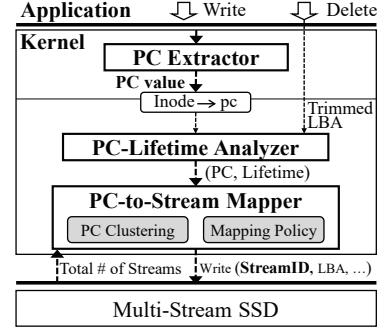 Application
Write
Delete
Kernel
PC Extractor
PC value
Inode → pc
Trimmed
LBA
PC-Lifetime Analyzer
(PC, Lifetime)
PC-to-Stream Mapper
PC Clustering
Mapping Policy
Total # of Streams
Write (StreamID, LBA, ...)
Multi-Stream SSD